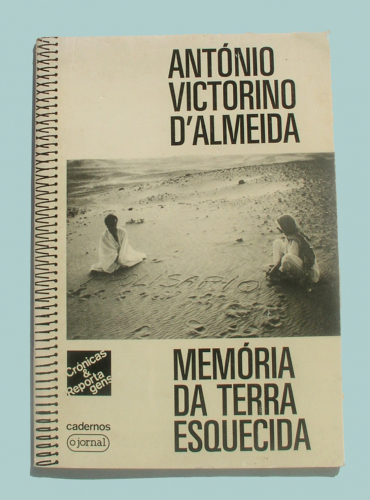 ANTÓNIO
VICTORINO
D'ALMEIDA
Crónicas
&
Reporta
gens
MEMÓRIA
DA TERRA
ESQUECIDA
cadernos
o jornal